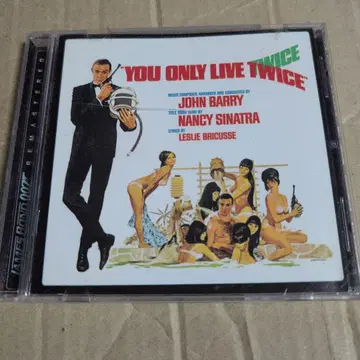 TWICE
"YOU ONLY LIVE TWICE"
MUSIC COMPOSED, ARRANGED AND CONDUCTED BY
JOHN BARRY
TITLE SONG SUNG BY
NANCY SINATRA
LYRICS BY
LESLIE BRICUSSE
JAMES BOND 007
REMASTERED